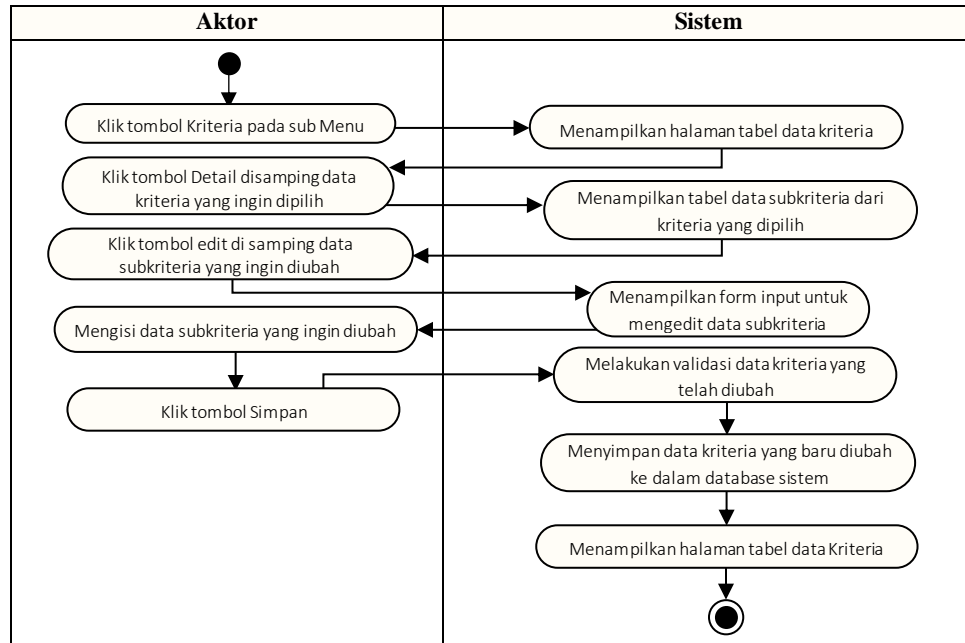 Aktor
Sistem
Klik tombol Kriteria pada sub Menu
Menampilkan halaman tabel data kriteria
Klik tombol Detail disamping data
kriteria yang ingin dipilih
Menampilkan tabel data subkriteria dari
kriteria yang dipilih
Klik tombol edit di samping data
subkriteria yang ingin diubah
Menampilkan form input untuk
mengedit data subkriteria
Mengisi data subkriteria yang ingin diubah
Melakukan validasi data kriteria yang
telah diubah
Klik tombol Simpan
Menyimpan data kriteria yang baru diubah
ke dalam database sistem
Menampilkan halaman tabel data Kriteria